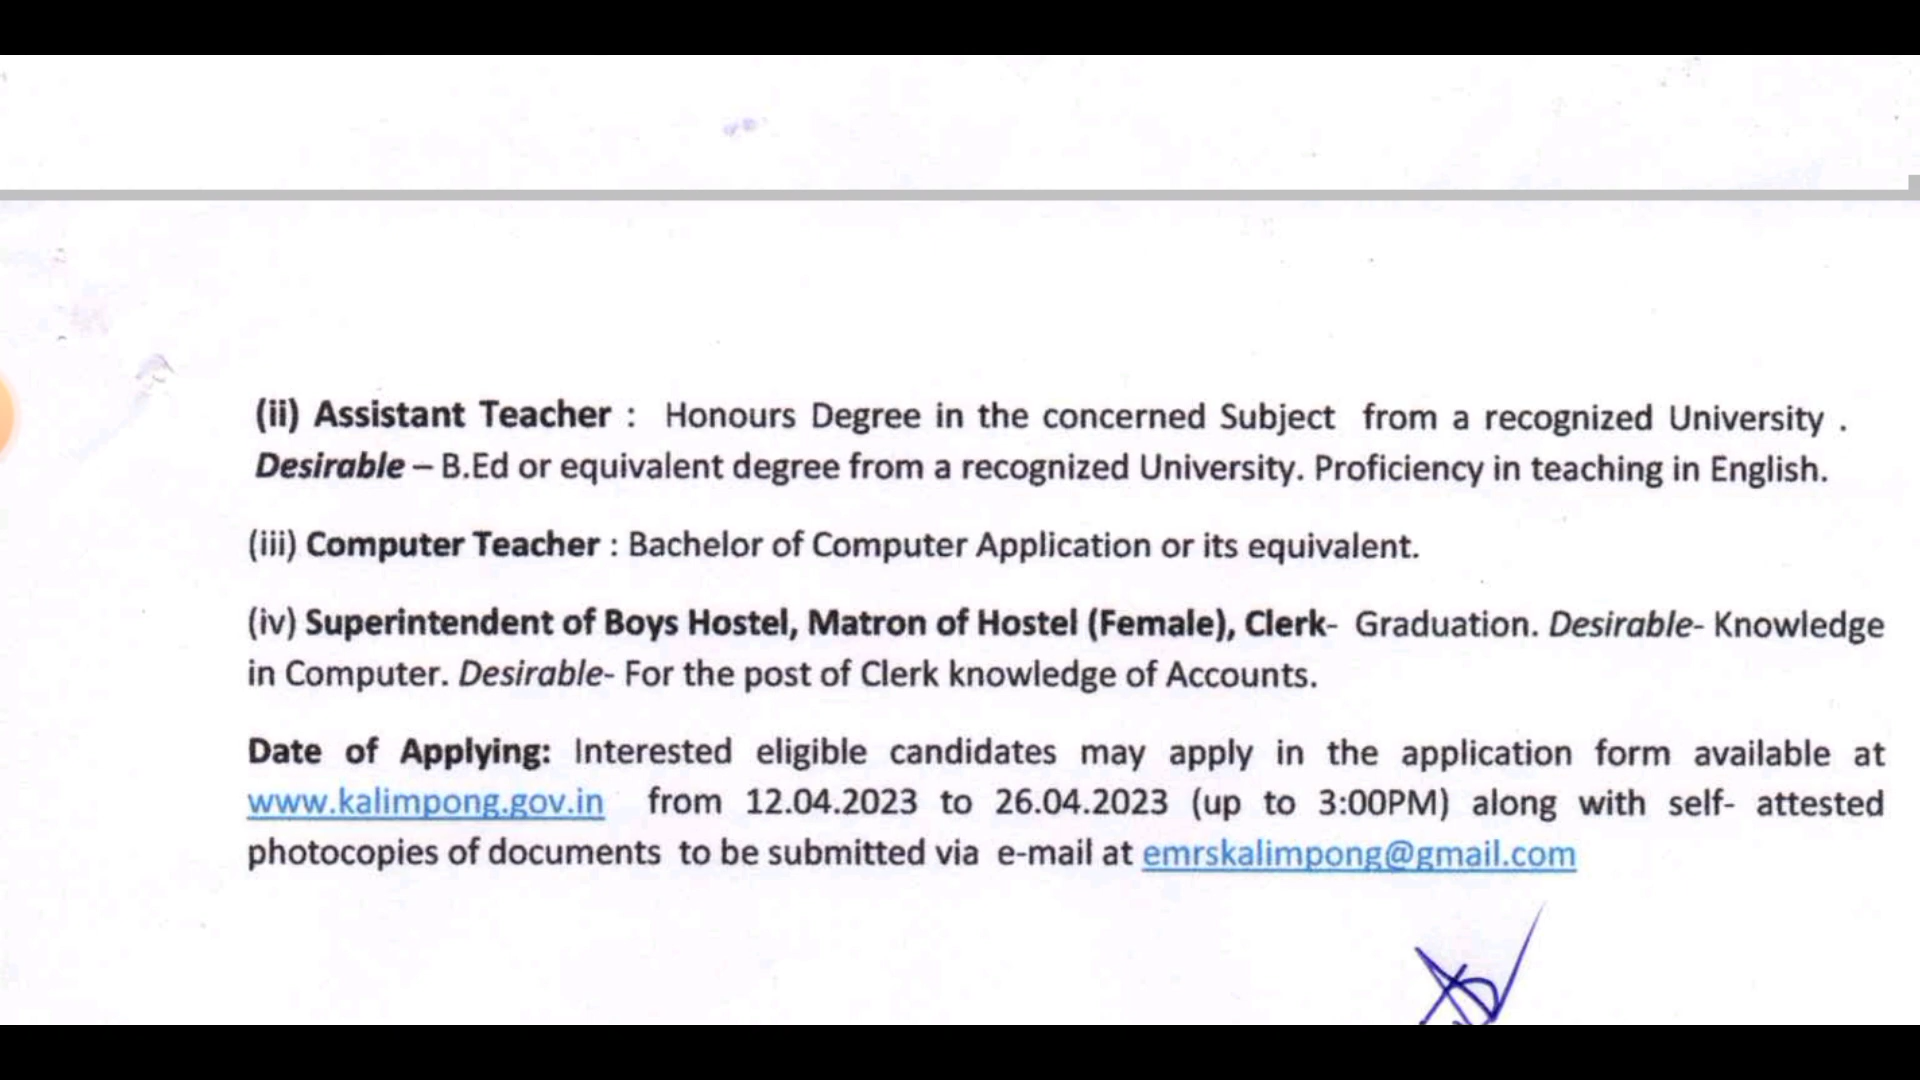 (ii) Assistant Teacher : Honours Degree in the concerned Subject from a recognized University .
Desirable – B.Ed or equivalent degree from a recognized University. Proficiency in teaching in English.
(iii) Computer Teacher : Bachelor of Computer Application or its equivalent.
(iv) Superintendent of Boys Hostel, Matron of Hostel (Female), Clerk- Graduation. Desirable- Knowledge
in Computer. Desirable- For the post of Clerk knowledge of Accounts.
Date of Applying: Interested eligible candidates may apply in the application form available at
www.kalimpong.gov.in from 12.04.2023 to 26.04.2023 (up to 3:00PM) along with self- attested
photocopies of documents to be submitted via e-mail at emrskalimpong@gmail.com